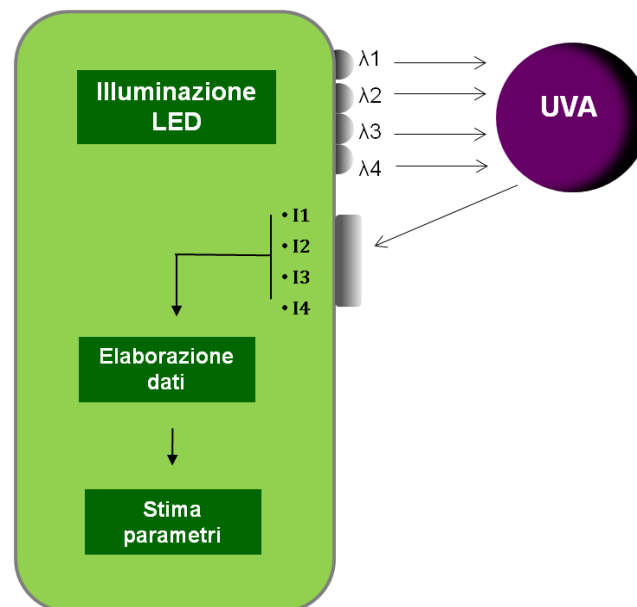 Illuminazione
LED
λ1
λ2
λ3
λ4
UVA
• I1
• I2
• I3
• I4
Elaborazione
dati
Stima
parametri